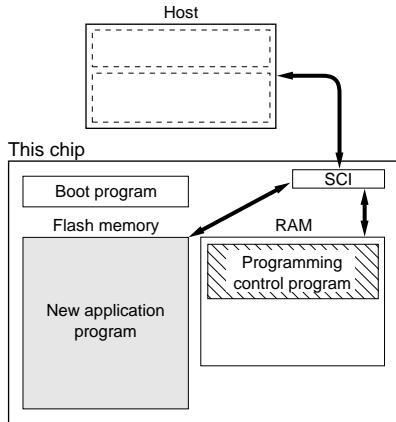 Host
This chip
SCI
Boot program
Flash memory
RAM
Programming
control program
New application
program